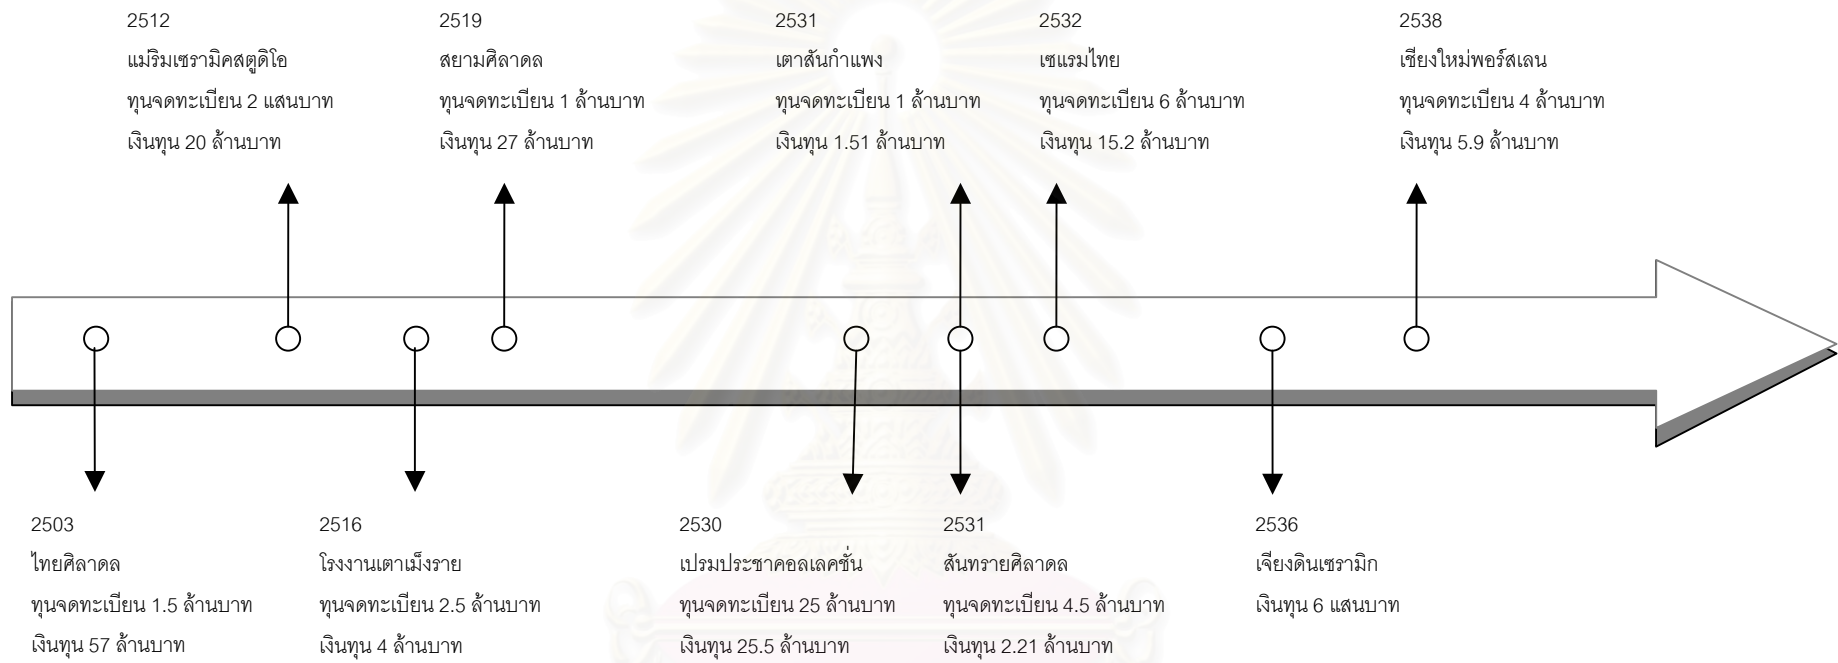 2512
แม่ริมเซรามิคสตูดิโอ
ทุนจดทะเบียน 2 แสนบาท
เงินทุน 20 ล้านบาท
2519
สยามศิลาดล
ทุนจดทะเบียน 1 ล้านบาท
เงินทุน 27 ล้านบาท
2531
เตาสันกำแพง
ทุนจดทะเบียน 1 ล้านบาท
เงินทุน 1.51 ล้านบาท
2532
เซแรมไทย
ทุนจดทะเบียน 6 ล้านบาท
เงินทุน 15.2 ล้านบาท
2538
เชียงใหม่พอร์สเลน
ทุนจดทะเบียน 4 ล้านบาท
เงินทุน 5.9 ล้านบาท
2503
ไทยศิลาดล
ทุนจดทะเบียน 1.5 ล้านบาท
เงินทุน 57 ล้านบาท
2516
โรงงานเตาเม็งราย
ทุนจดทะเบียน 2.5 ล้านบาท
เงินทุน 4 ล้านบาท
2530
เปรมประชาคอลเลคชั่น
ทุนจดทะเบียน 25 ล้านบาท
เงินทุน 25.5 ล้านบาท
2531
สันทรายศิลาดล
ทุนจดทะเบียน 4.5 ล้านบาท
เงินทุน 2.21 ล้านบาท
2536
เจียงดินเซรามิก
เงินทุน 6 แสนบาท